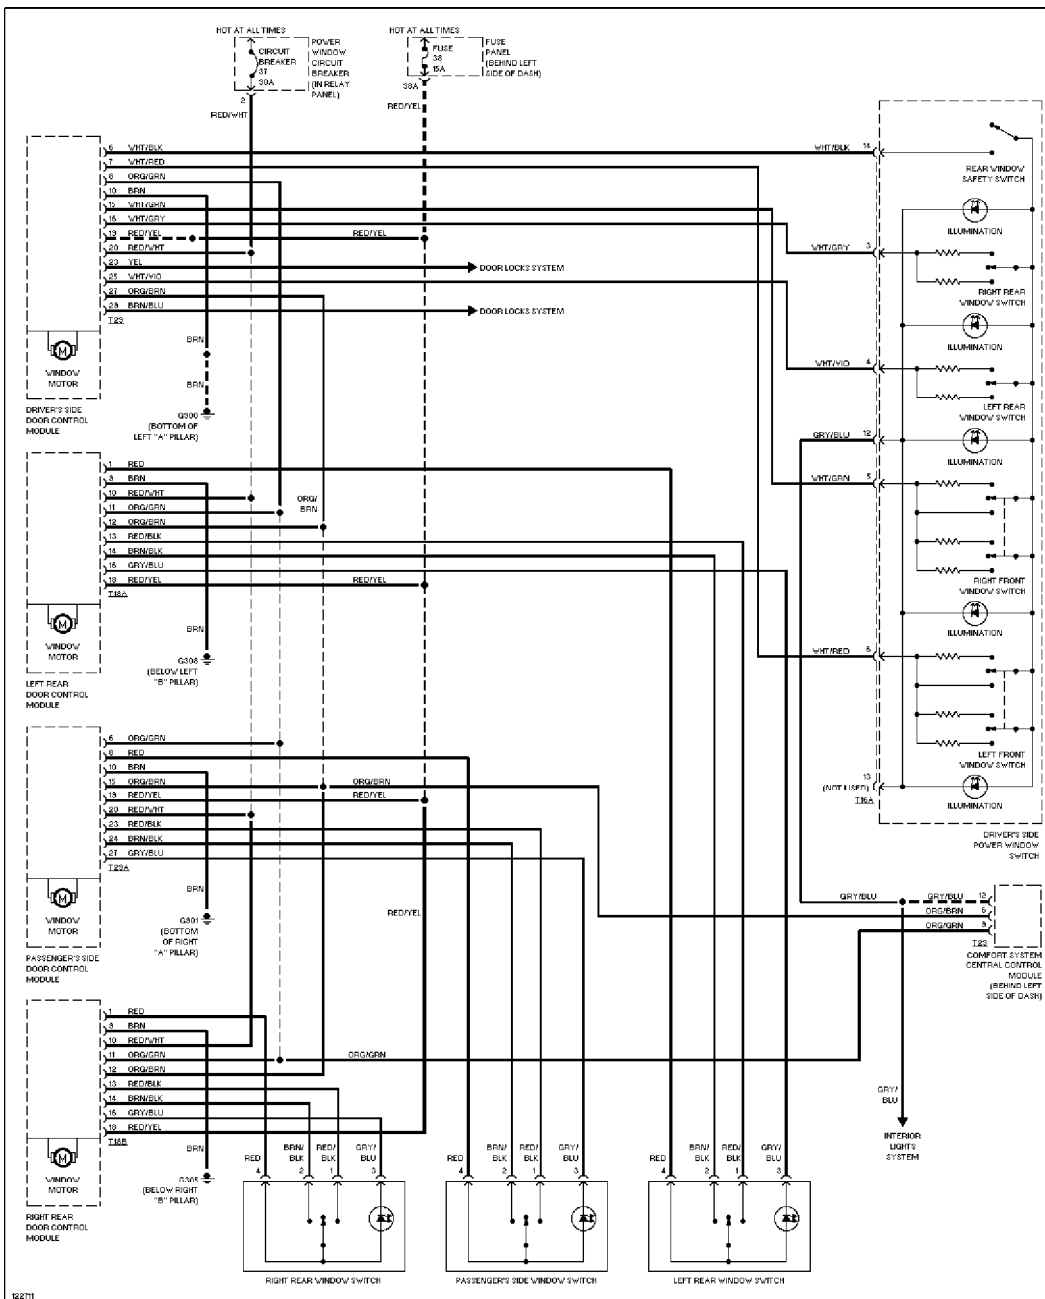 HOT AT ALL TIMES
CIRCUIT
BREAKER
37
30A
POWER
WINDOW
CIRCUIT
BREAKER
(IN RELAY
PANEL)
2
RED/WHT
HOT AT ALL TIMES
FUSE
38
15A
FUSE
PANEL
(BEHIND LEFT
SIDE OF DASH)
38A
RED/YEL
6 WHT/BLK
7 WHT/RED
8 ORG/GRN
10 BRN
15 WHT/GRN
16 WHT/GRY
19 RED/YEL
20 RED/WHT
23 YEL
25 WHT/VIO
27 ORG/BRN
28 BRN/BLU
T29
RED/YEL
DOOR LOCKS SYSTEM
DOOR LOCKS SYSTEM
M
WINDOW
MOTOR
DRIVER'S SIDE
DOOR CONTROL
MODULE
BRN
BRN
G900
(BOTTOM OF
LEFT "A" PILLAR)
WHT/BLK 14
REAR WINDOW
SAFETY SWITCH
ILLUMINATION
WHT/GRY 3
RIGHT REAR
WINDOW SWITCH
ILLUMINATION
WHT/VIO 4
LEFT REAR
WINDOW SWITCH
GRY/BLU 12
ILLUMINATION
WHT/GRN 5
RIGHT FRONT
WINDOW SWITCH
ILLUMINATION
WHT/RED 6
LEFT FRONT
WINDOW SWITCH
13
(NOT USED)
T16A
ILLUMINATION
DRIVER'S SIDE
POWER WINDOW
SWITCH
1 RED
9 BRN
10 RED/WHT
11 ORG/GRN
12 ORG/BRN
13 RED/BLK
14 BRN/BLK
16 GRY/BLU
18 RED/YEL
T18A
ORG/
BRN
RED/YEL
M
WINDOW
MOTOR
LEFT REAR
DOOR CONTROL
MODULE
BRN
G308
(BELOW LEFT
"B" PILLAR)
6 ORG/GRN
8 RED
10 BRN
15 ORG/BRN
19 RED/YEL
20 RED/WHT
23 RED/BLK
24 BRN/BLK
27 GRY/BLU
T29A
ORG/BRN
RED/YEL
M
WINDOW
MOTOR
PASSENGER'S SIDE
DOOR CONTROL
MODULE
BRN
G301
(BOTTOM
OF RIGHT
"A" PILLAR)
RED/YEL
GRY/BLU
GRY/BLU 12
ORG/BRN 5
ORG/GRN 9
T23
COMFORT SYSTEM
CENTRAL CONTROL
MODULE
(BEHIND LEFT
SIDE OF DASH)
1 RED
9 BRN
10 RED/WHT
11 ORG/GRN
12 ORG/BRN
13 RED/BLK
14 BRN/BLK
16 GRY/BLU
18 RED/YEL
T18B
ORG/GRN
M
WINDOW
MOTOR
RIGHT REAR
DOOR CONTROL
MODULE
BRN
(BELOW RIGHT
"B" PILLAR)
GRY/
BLU
INTERIOR
LIGHTS
SYSTEM
RED
4
BRN/
BLK
2
RED/
BLK
1
GRY/
BLU
3
RIGHT REAR WINDOW SWITCH
RED
4
BRN/
BLK
2
RED/
BLK
1
GRY/
BLU
3
PASSENGER'S SIDE WINDOW SWITCH
RED
4
BRN/
BLK
2
RED/
BLK
1
GRY/
BLU
3
LEFT REAR WINDOW SWITCH
122711